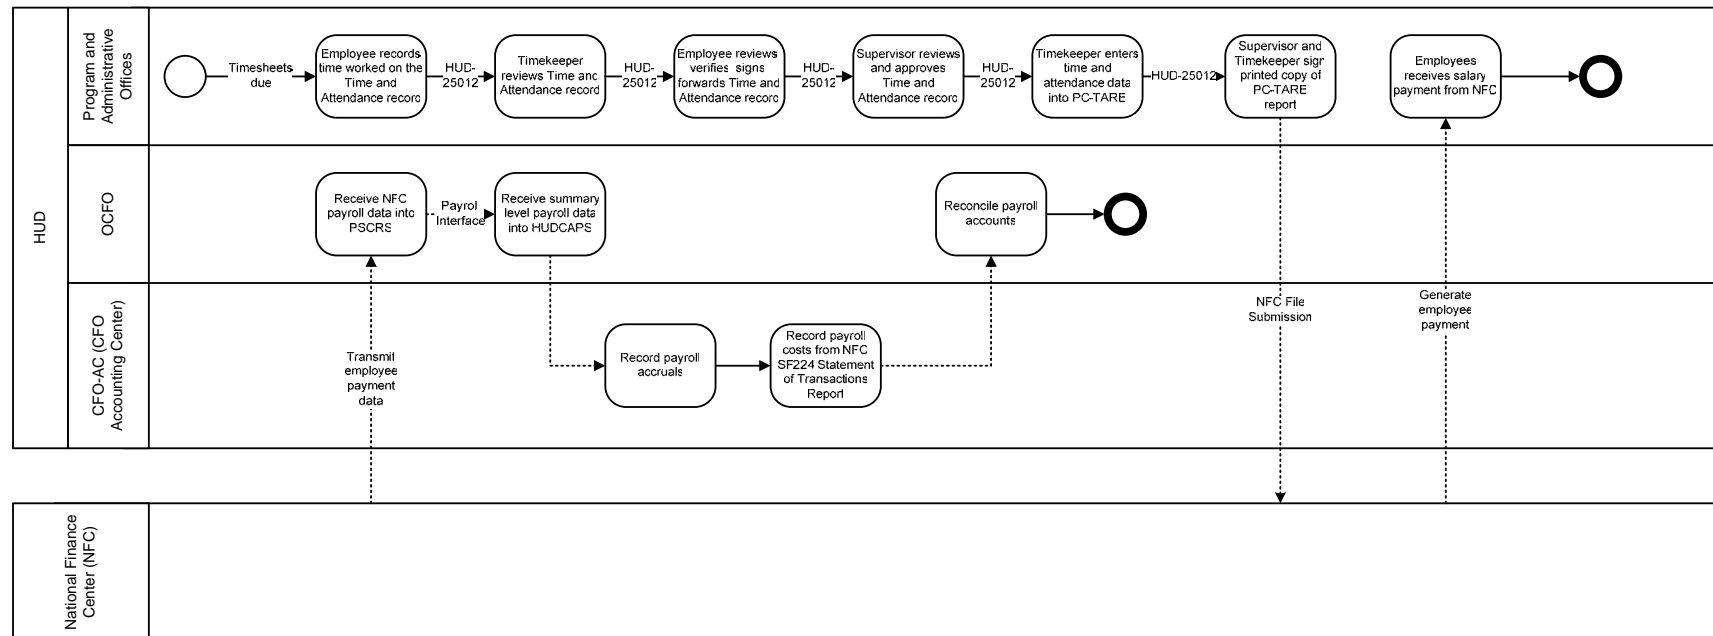 HUD
Program and
Administrative
Offices
Timesheets
due
Employee records
time worked on the
Time and
Attendance record
HUD-
25012
Timekeeper
reviews Time and
Attendance record
HUD-
25012
Employee reviews
verifies signs
forwards Time and
Attendance record
HUD-
25012
Supervisor reviews
and approves
Time and
Attendance record
HUD-
25012
Timekeeper enters
time and
attendance data
into PC-TARE
HUD-25012
Supervisor and
Timekeeper sign
printed copy of
PC-TARE
report
Employees
receives salary
payment from NFC
OCFO
Receive NFC
payroll data into
PSCRS
Payrol
Interface
Receive summary
level payroll data
into HUDCAPS
Reconcile payroll
accounts
CFO-AC (CFO
Accounting Center)
Transmit
employee
payment
data
Record payroll
accruals
Record payroll
costs from NFC
SF224 Statement
of Transactions
Report
NFC File
Submission
Generate
employee
payment
National Finance
Center (NFC)